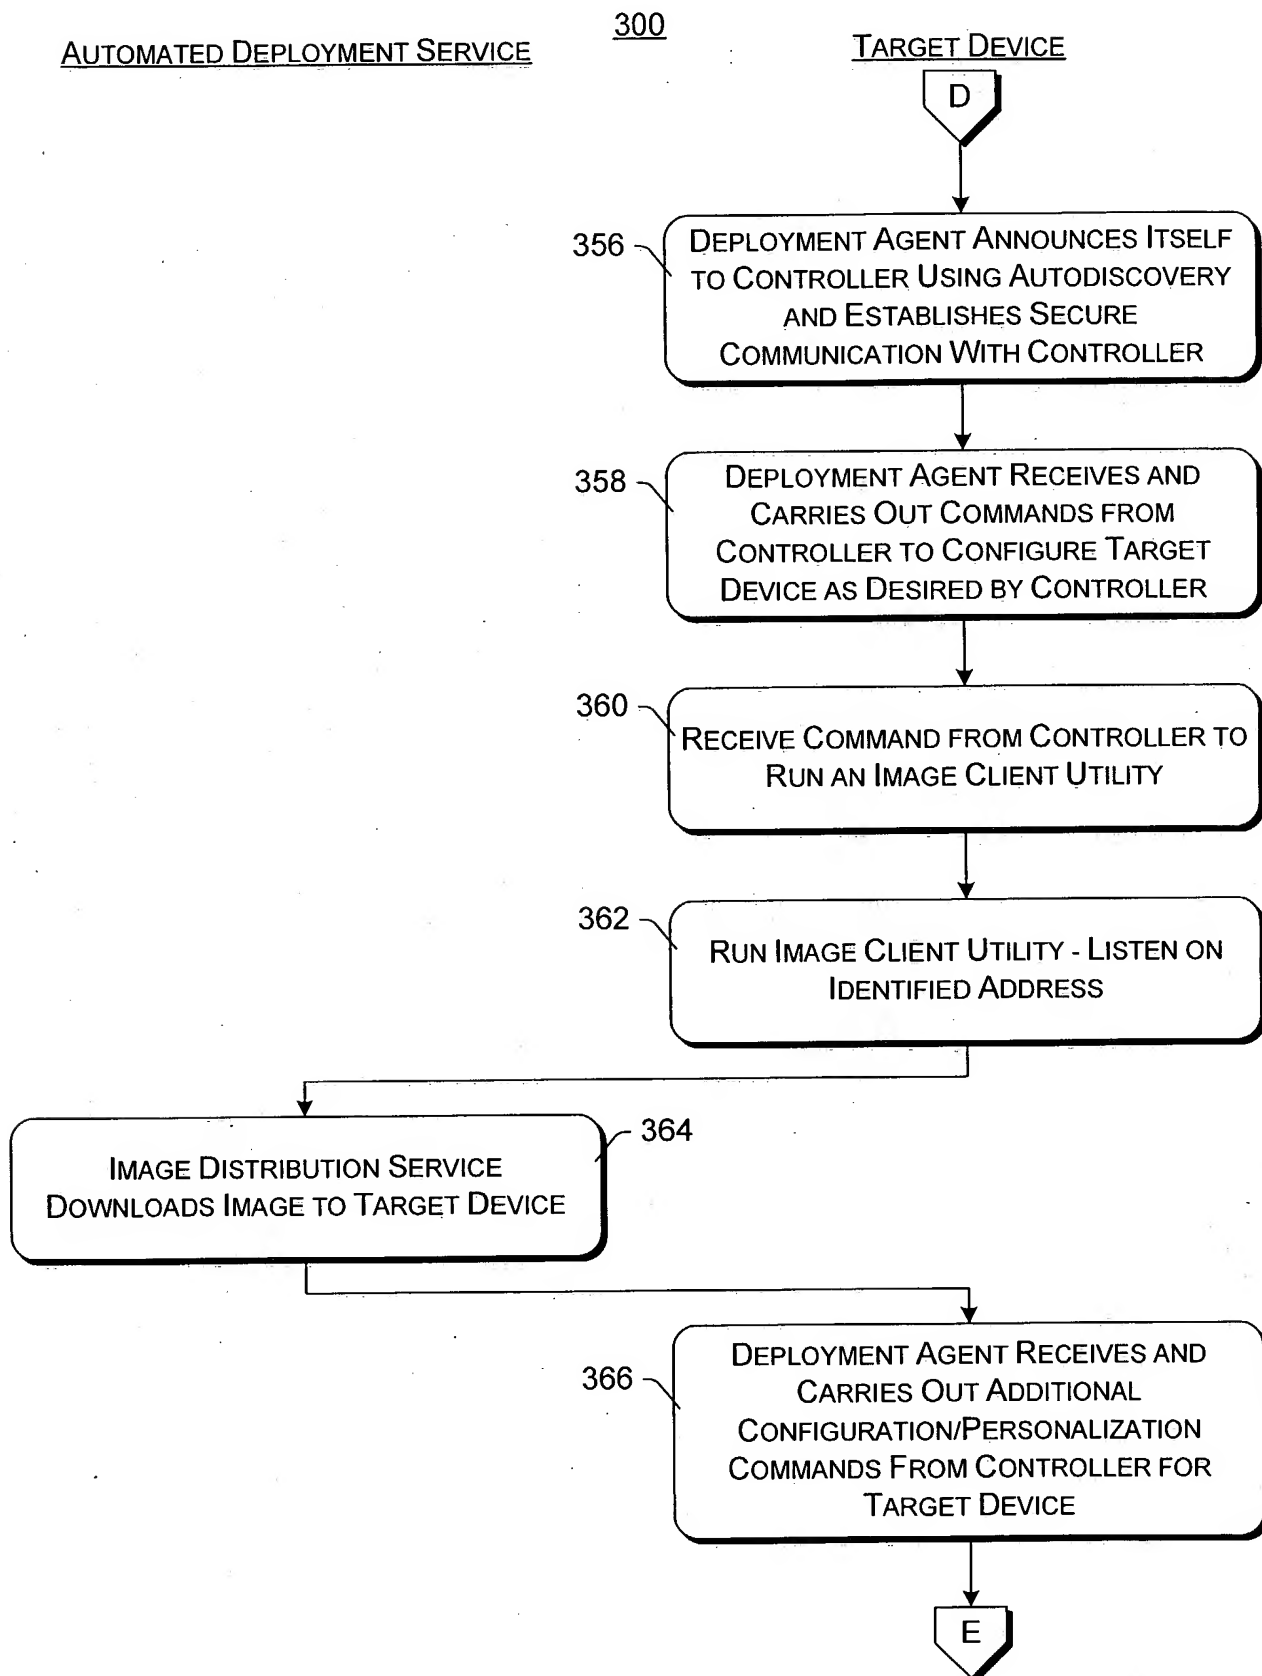 300
AUTOMATED DEPLOYMENT SERVICE
TARGET DEVICE
D
356
DEPLOYMENT AGENT ANNOUNCES ITSELF
TO CONTROLLER USING AUTODISCOVERY
AND ESTABLISHES SECURE
COMMUNICATION WITH CONTROLLER
358
DEPLOYMENT AGENT RECEIVES AND
CARRIES OUT COMMANDS FROM
CONTROLLER TO CONFIGURE TARGET
DEVICE AS DESIRED BY CONTROLLER
360
RECEIVE COMMAND FROM CONTROLLER TO
RUN AN IMAGE CLIENT UTILITY
362
RUN IMAGE CLIENT UTILITY - LISTEN ON
IDENTIFIED ADDRESS
364
IMAGE DISTRIBUTION SERVICE
DOWNLOADS IMAGE TO TARGET DEVICE
366
DEPLOYMENT AGENT RECEIVES AND
CARRIES OUT ADDITIONAL
CONFIGURATION/PERSONALIZATION
COMMANDS FROM CONTROLLER FOR
TARGET DEVICE
E